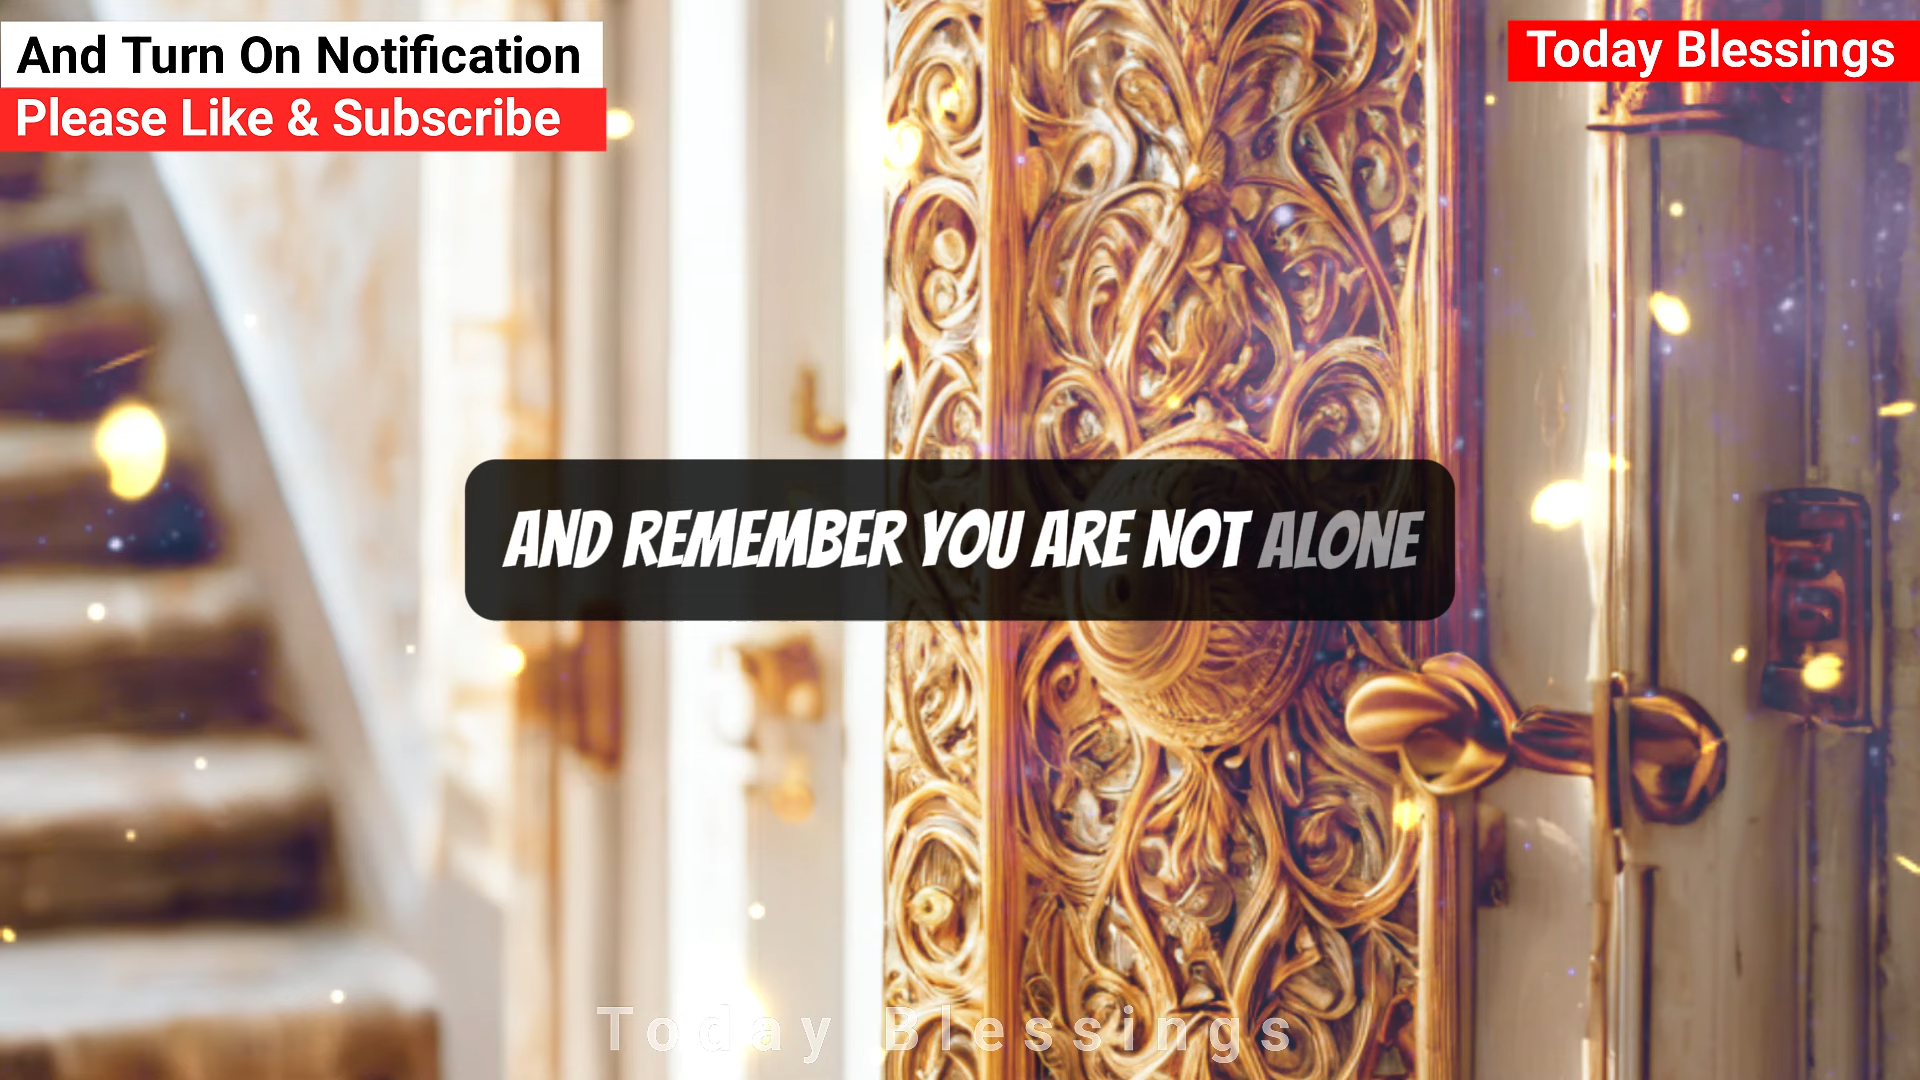 And Turn On Notification
Please Like & Subscribe
Today Blessings
AND REMEMBER YOU ARE NOT ALONE
Today Blessings